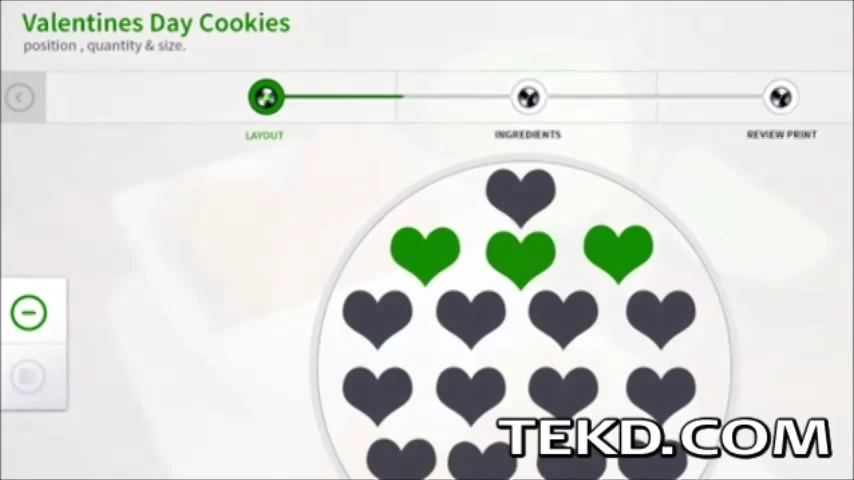 Valentines Day Cookies
position , quantity & size.
LAYOUT
INGREDIENTS
REVIEW PRINT
TEKD.COM